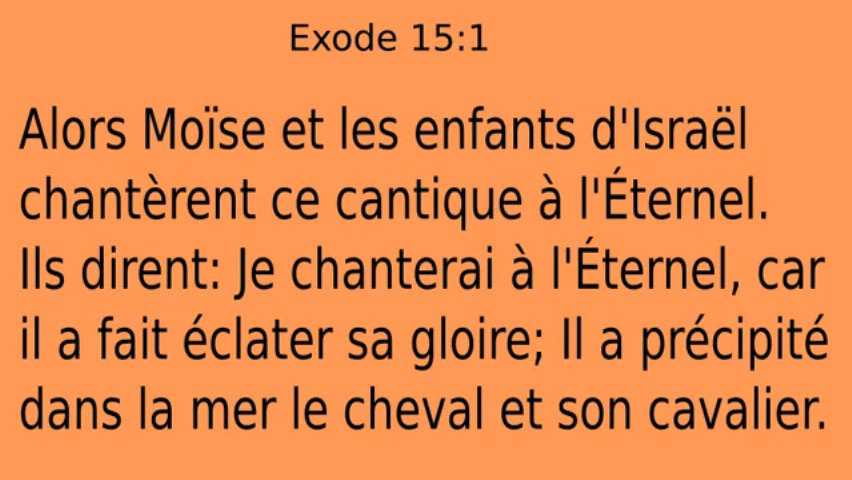 Exode 15:1
Alors Moïse et les enfants d'Israël
chantèrent ce cantique à l'Éternel.
Ils dirent: Je chanterai à l'Éternel, car
il a fait éclater sa gloire; Il a précipité
dans la mer le cheval et son cavalier.